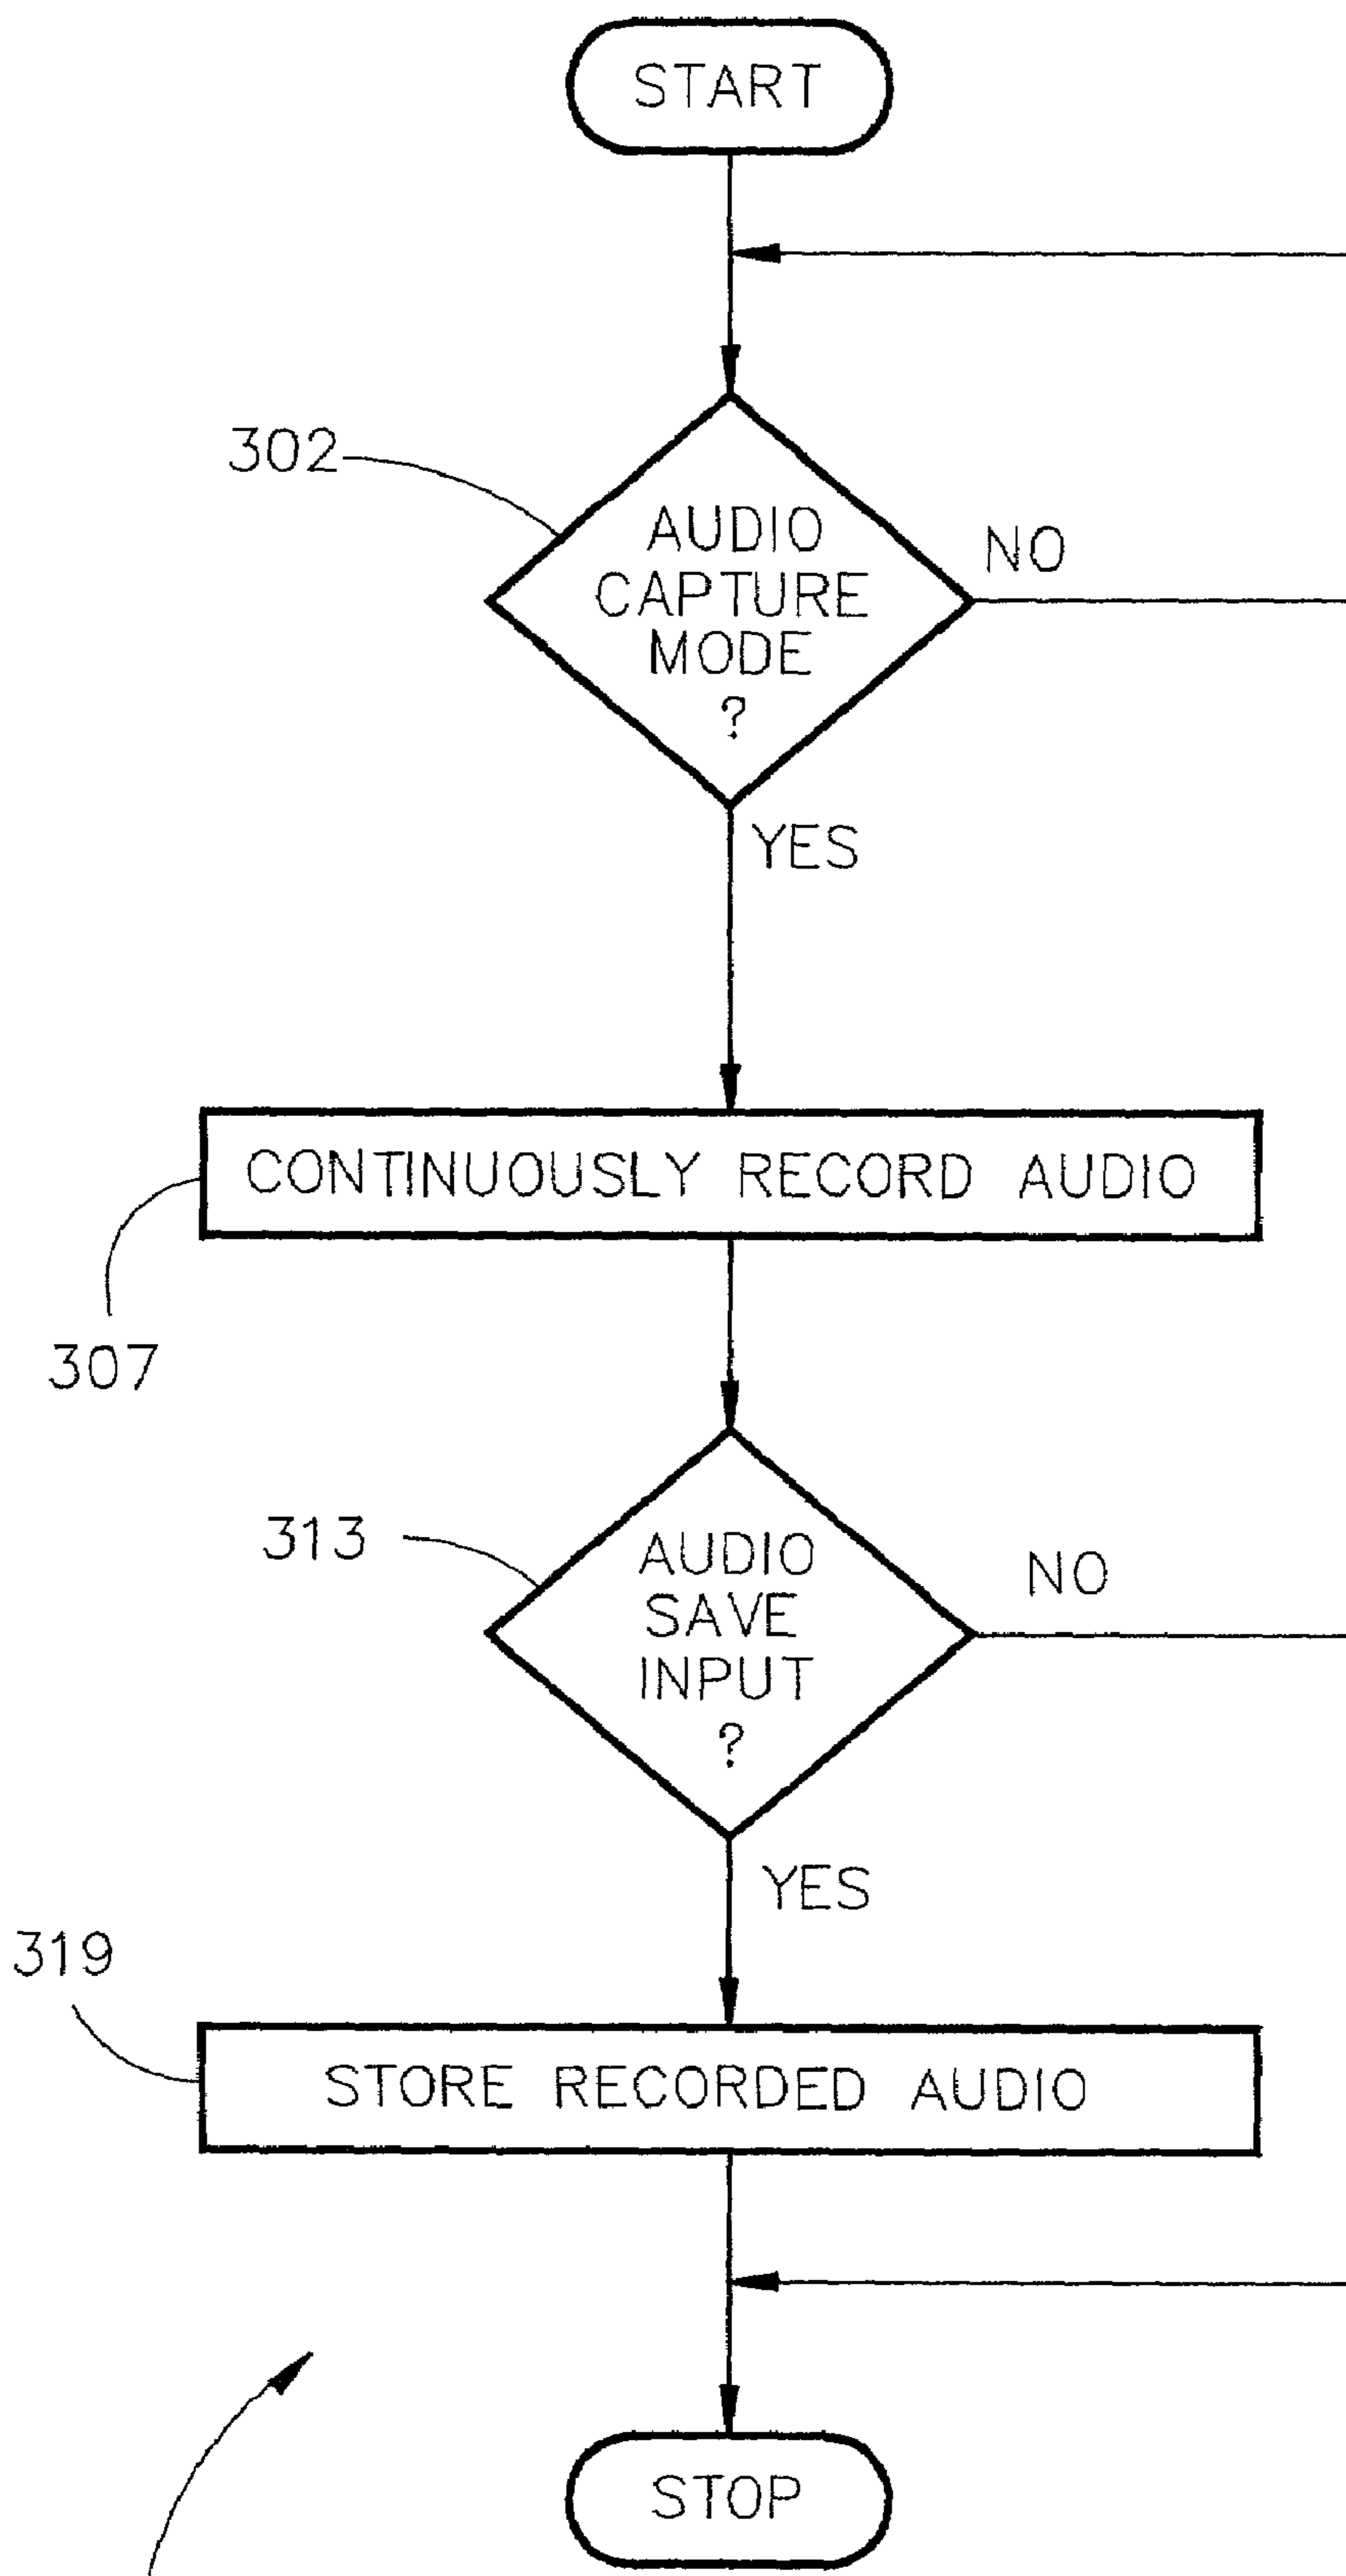 START
302
AUDIO
CAPTURE
MODE
?
NO
YES
CONTINUOUSLY RECORD AUDIO
307
313
AUDIO
SAVE
INPUT
?
NO
YES
319
STORE RECORDED AUDIO
STOP